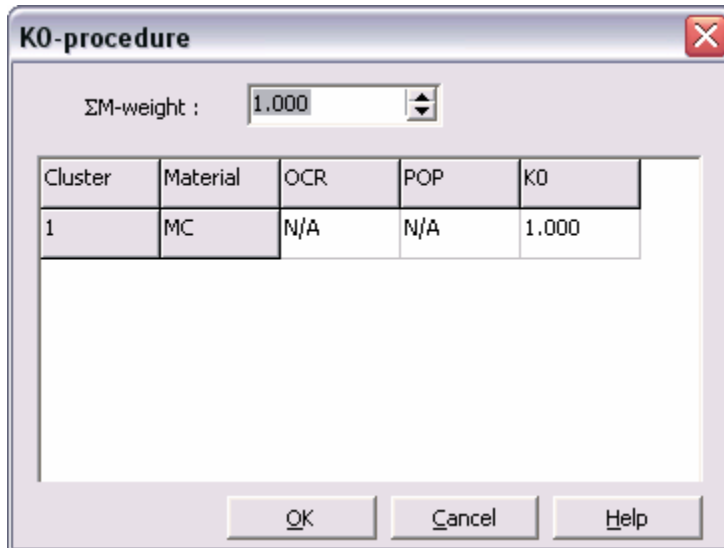 K0-procedure
ΣM-weight : 1.000
Cluster Material OCR POP K0
1 MC N/A N/A 1.000
OK Cancel Help